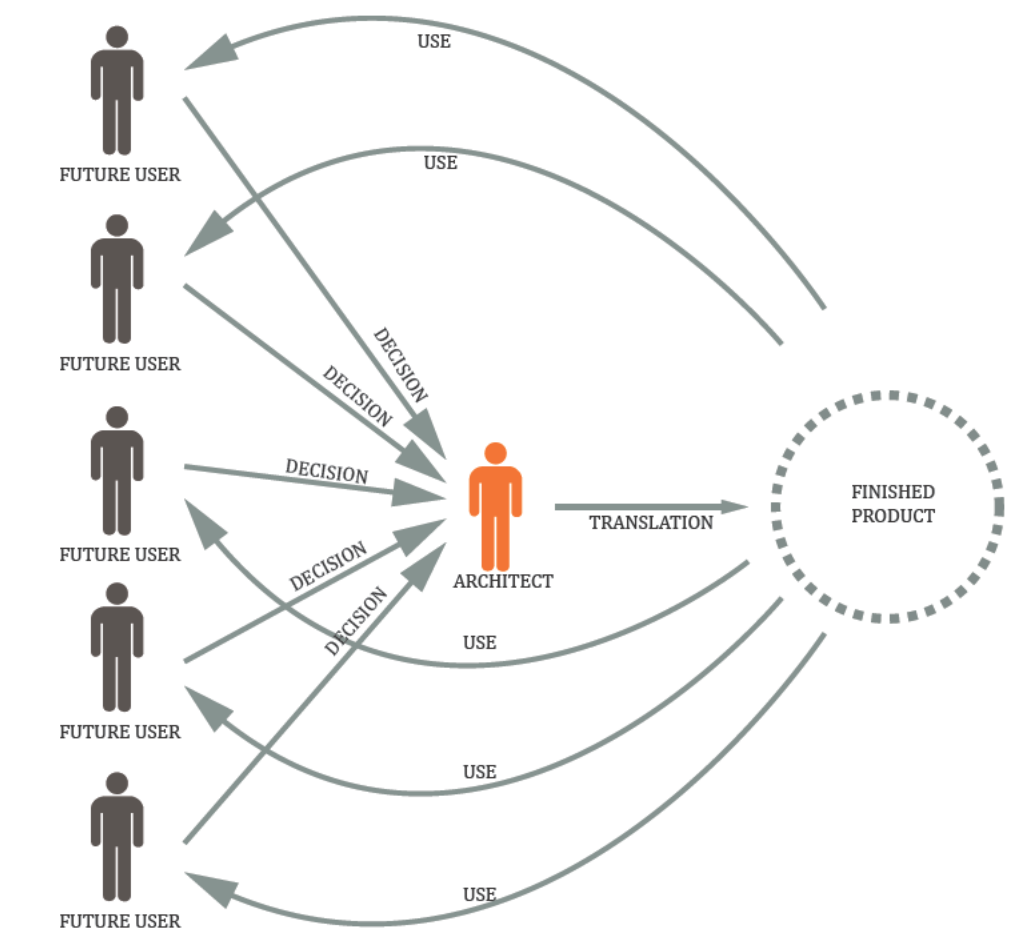 USE
USE
FUTURE USER
FUTURE USER
DECISION
DECISION
DECISION
FINISHED
PRODUCT
TRANSLATION
FUTURE USER
DECISION
ARCHITECT
DECISION
USE
FUTURE USER
USE
USE
FUTURE USER